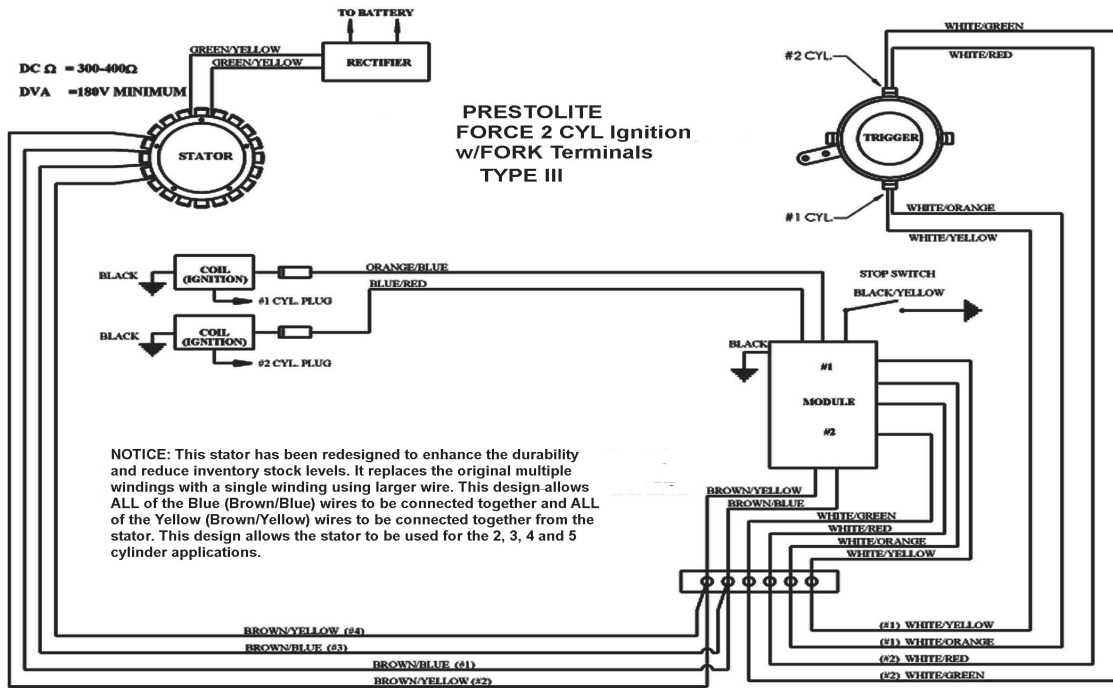 TO BATTERY
WHITE/GREEN
GREEN/YELLOW
WHITE/RED
#2 CYL.
GREEN/YELLOW
RECTIFIER
DC Ω = 300-400Ω
DVA =180V MINIMUM
PRESTOLITE
FORCE 2 CYL Ignition
w/FORK Terminals
TYPE III
STATOR
TRIGGER
WHITE/ORANGE
#1 CYL.
WHITE/YELLOW
ORANGE/BLUE
COIL
(IGNITION)
BLACK
BLUE/RED
STOP SWITCH
BLACK/YELLOW
#1 CYL. PLUG
COIL
(IGNITION)
BLACK
BLACK
#2 CYL. PLUG
#1
MODULE
#2
NOTICE: This stator has been redesigned to enhance the durability
and reduce inventory stock levels. It replaces the original multiple
windings with a single winding using larger wire. This design allows
ALL of the Blue (Brown/Blue) wires to be connected together and ALL
of the Yellow (Brown/Yellow) wires to be connected together from the
stator. This design allows the stator to be used for the 2, 3, 4 and 5
cylinder applications.
BROWN/YELLOW
BROWN/BLUE
WHITE/GREEN
WHITE/RED
WHITE/ORANGE
WHITE/YELLOW
BROWN/YELLOW (#4)
BROWN/BLUE (#3)
BROWN/BLUE (#1)
BROWN/YELLOW (#2)
(#1) WHITE/YELLOW
(#1) WHITE/ORANGE
(#2) WHITE/RED
(#2) WHITE/GREEN